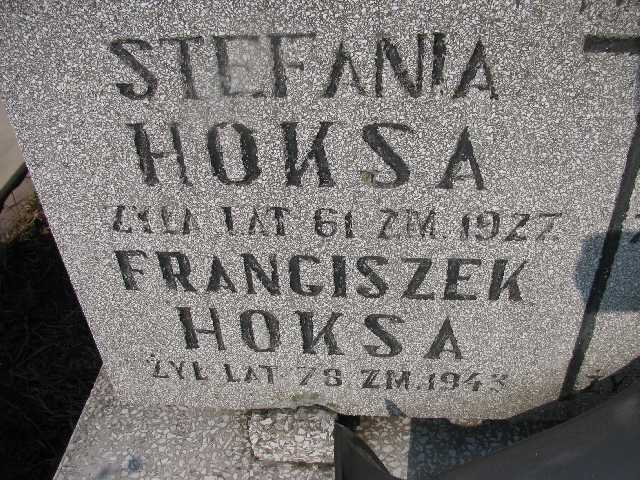 STEFANIA
HOKSA
ŻYŁA LAT 61 ZM. 1927.
FRANCISZEK
HOKSA
ŻYŁ LAT 78 ZM. 1943